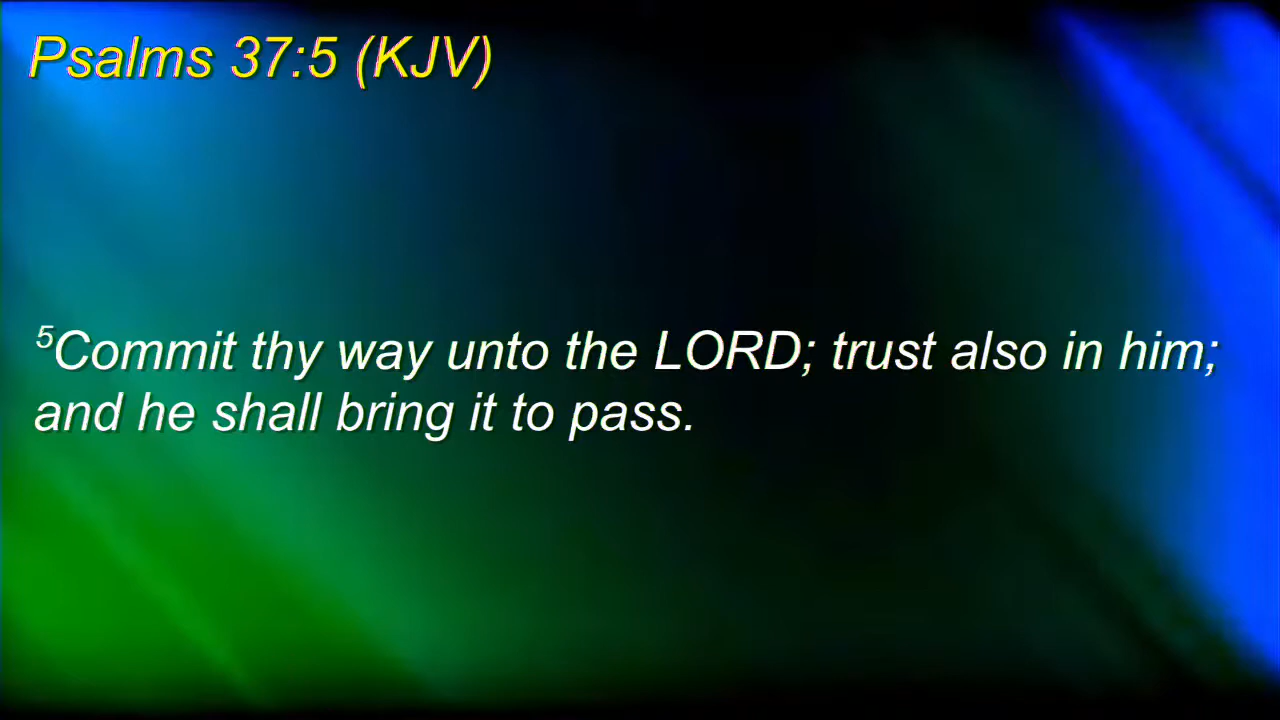 Psalms 37:5 (KJV)
⁵Commit thy way unto the LORD; trust also in him;
and he shall bring it to pass.